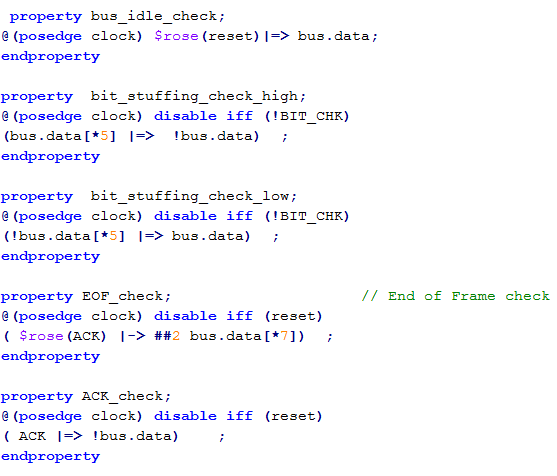 property bus_idle_check;
@(posedge clock) $rose(reset)|=> bus.data;
endproperty
property  bit_stuffing_check_high;
@(posedge clock) disable iff (!BIT_CHK)
(bus.data[*5] |=>  !bus.data)  ;
endproperty
property  bit_stuffing_check_low;
@(posedge clock) disable iff (!BIT_CHK)
(!bus.data[*5] |=> bus.data)  ;
endproperty
property EOF_check;                       // End of Frame check
@(posedge clock) disable iff (reset)
( $rose(ACK) |-> ##2 bus.data[*7])  ;
endproperty
property ACK_check;
@(posedge clock) disable iff (reset)
( ACK |=> !bus.data)    ;
endproperty